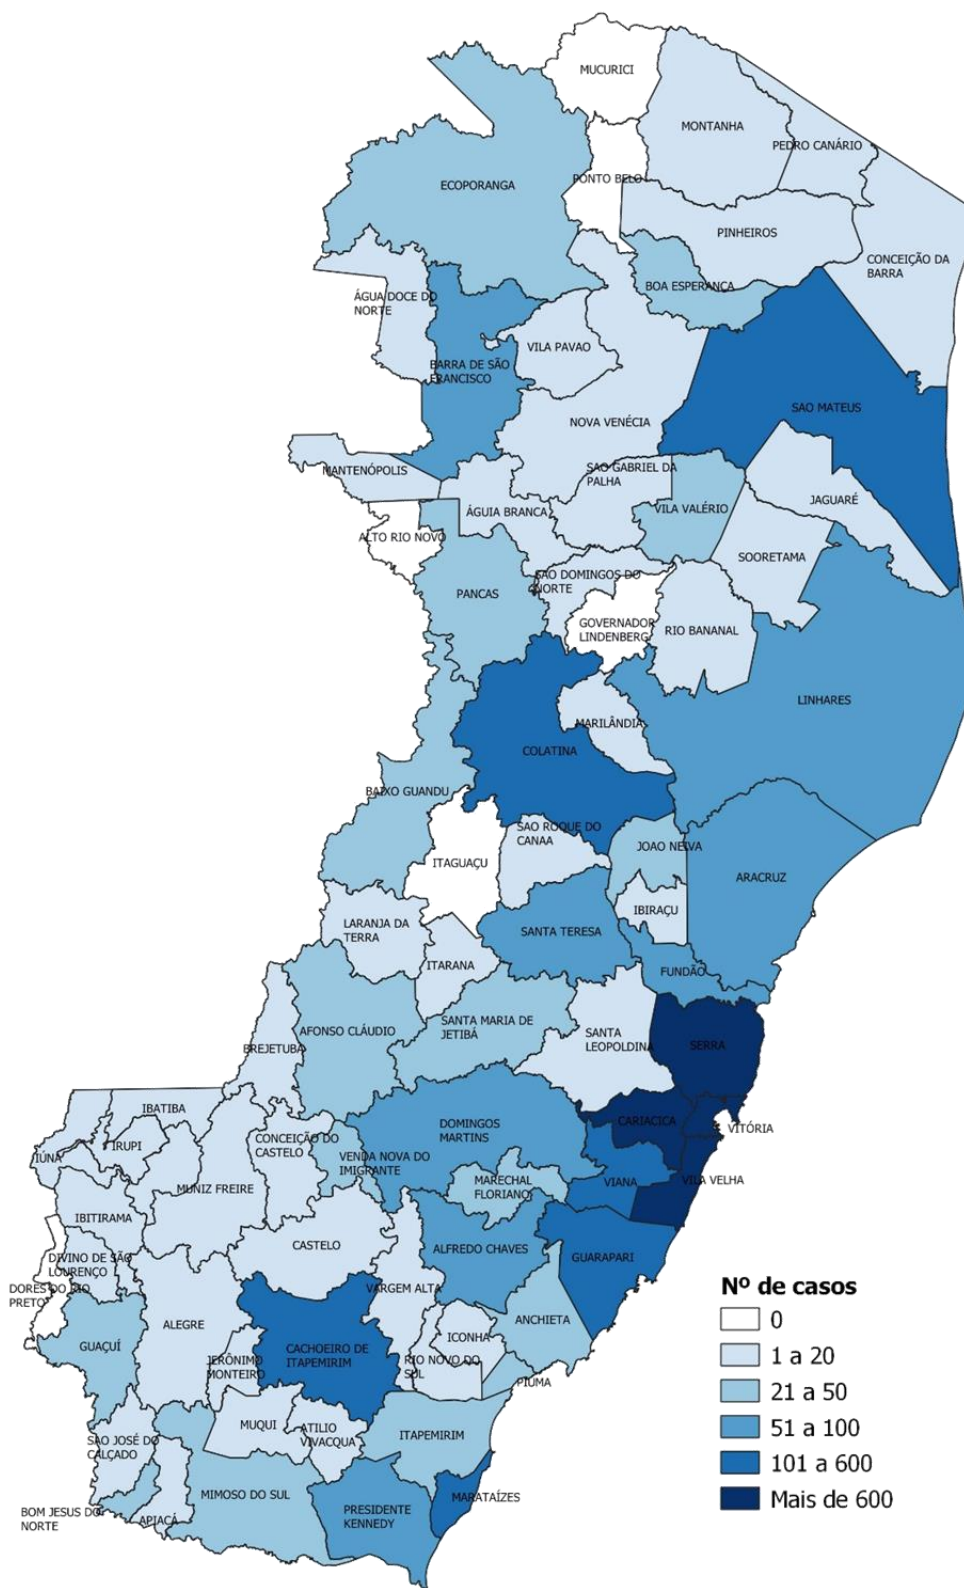 MUCURICI
MONTANHA
PEDRO CANÁRIO
ECOPORANGA
PONTO BELO
PINHEIROS
CONCEIÇÃO DA
BARRA
BOA ESPERANÇA
ÁGUA DOCE DO
NORTE
VILA PAVAO
BARRA DE SÃO
FRANCISCO
SAO MATEUS
NOVA VENÉCIA
MANTENÓPOLIS
SAO GABRIEL DA
PALHA
JAGUARÉ
ÁGUIA BRANCA
VILA VALÉRIO
ALTO RIO NOVO
SOORETAMA
SAO DOMINGOS DO
NORTE
PANCAS
GOVERNADOR
LINDENBERG
RIO BANANAL
LINHARES
MARILÂNDIA
COLATINA
BAIXO GUANDU
SAO ROQUE DO
CANAA
JOAO NEIVA
ITAGUAÇU
ARACRUZ
IBIRAÇU
LARANJA DA
TERRA
SANTA TERESA
ITARANA
FUNDÃO
SANTA MARIA DE
JETIBÁ
AFONSO CLÁUDIO
SANTA
LEOPOLDINA
SERRA
BREJETUBA
IBATIBA
CARIACICA
DOMINGOS
MARTINS
VITÓRIA
CONCEIÇÃO DO
CASTELO
IRUPI
IÚNA
VENDA NOVA DO
IMIGRANTE
MARECHAL
FLORIANO
VIANA
VILA VELHA
MUNIZ FREIRE
IBITIRAMA
CASTELO
ALFREDO CHAVES
GUARAPARI
DIVINO DE SÃO
LOURENÇO
DORES DO RIO
PRETO
VARGEM ALTA
Nº de casos
0
1 a 20
21 a 50
51 a 100
101 a 600
Mais de 600
ANCHIETA
ALEGRE
ICONHA
GUAÇUÍ
CACHOEIRO DE
ITAPEMIRIM
JERÔNIMO
MONTEIRO
RIO NOVO DO
SUL
PIUMA
MUQUI
ATILIO
VIVACQUA
ITAPEMIRIM
SAO JOSÉ DO
CALÇADO
MIMOSO DO SUL
MARATAÍZES
BOM JESUS DO
NORTE
APIACÁ
PRESIDENTE
KENNEDY